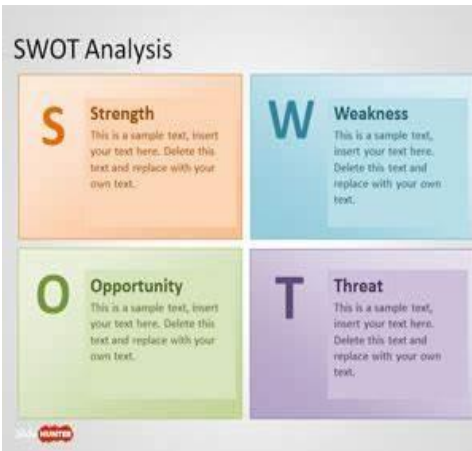 SWOT Analysis
S
Strength
This is a sample text, insert
your text here. Delete this
text and replace with your
own text.
W
Weakness
This is a sample text,
insert your text here.
Delete this text and
replace with your own
text.
O
Opportunity
This is a sample text, insert
your text here. Delete this
text and replace with your
own text.
T
Threat
This is a sample text,
insert your text here.
Delete this text and
replace with your own
text.
HUNTER